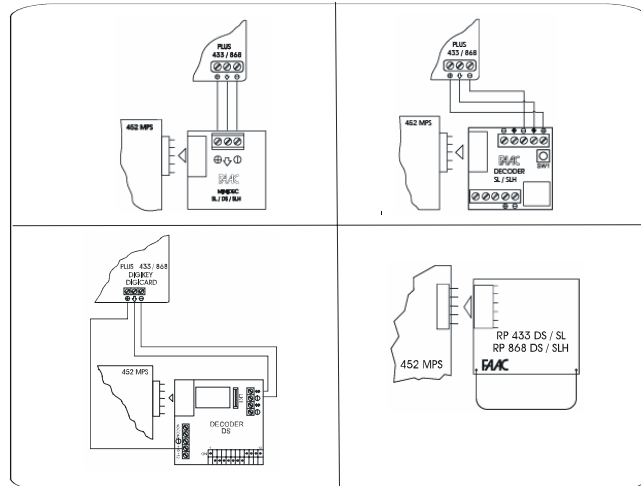 PLUS
433 / 868
452 MPS
FAAC
MINIDEC
SL / DS / SLH
PLUS
433 / 868
452 MPS
FAAC
DECODER
SL / SLH
SW1
PLUS 433 / 868
DIGIKEY
DIGICARD
452 MPS
DECODER
DS
452 MPS
RP 433 DS / SL
RP 868 DS / SLH
FAAC